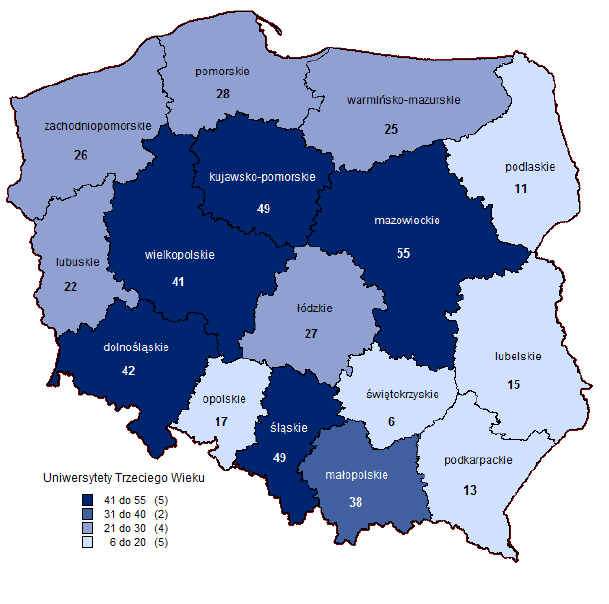 pomorskie
28
warmińsko-mazurskie
25
zachodniopomorskie
26
podlaskie
11
kujawsko-pomorskie
49
mazowieckie
55
wielkopolskie
41
lubuskie
22
łódzkie
27
dolnośląskie
42
lubelskie
15
opolskie
17
świętokrzyskie
6
śląskie
49
małopolskie
38
podkarpackie
13
Uniwersytety Trzeciego Wieku
41 do 55 (5)
31 do 40 (2)
21 do 30 (4)
6 do 20 (5)